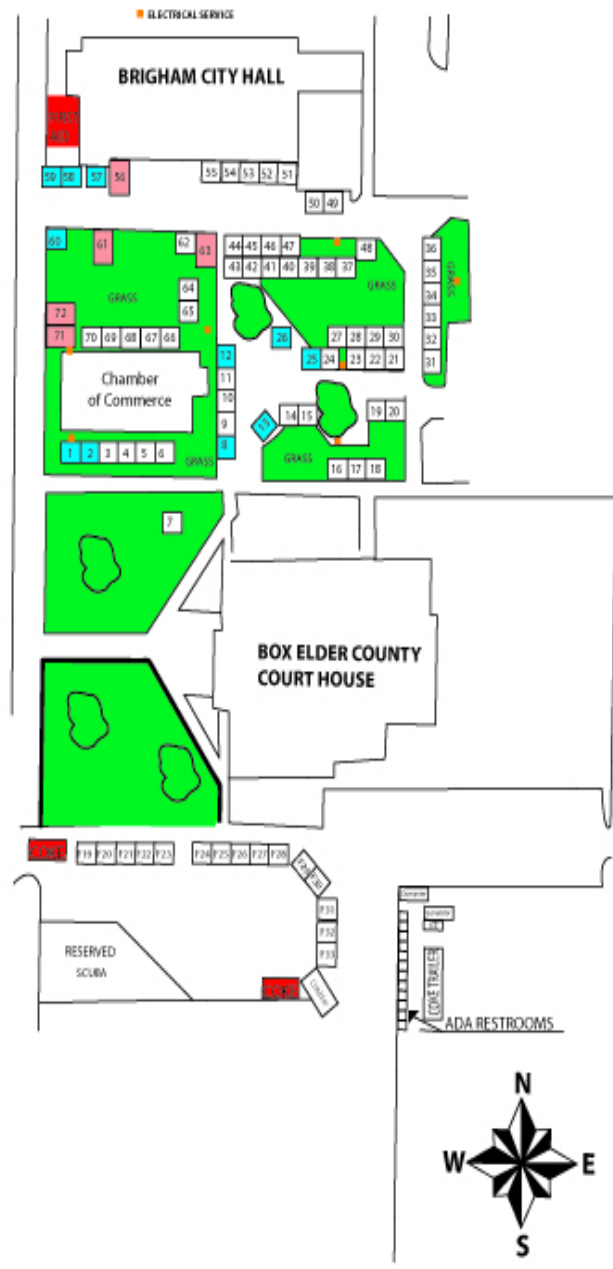 ELECTRICAL SERVICE
BRIGHAM CITY HALL
59 58 57 56 55 54 53 52 51
50 49
60 61 62 63 44 45 46 47 48 36
43 42 41 40 39 38 37 35
GRASS GRASS GRASS
64 34
65 33
72
71 70 69 68 67 66 26 27 28 29 30 32
12 25 24 23 22 21 31
Chamber
of Commerce
11
10
9 13 14 15 19 20
8
1 2 3 4 5 6 GRASS GRASS 16 17 18
7
BOX ELDER COUNTY
COURT HOUSE
F19 F20 F21 F22 F23 F24 F25 F26 F27 F28
F29 F30
F31
F32
F33
RESERVED
SCUBA
COKE TRAILER
ADA RESTROOMS
N
W E
S